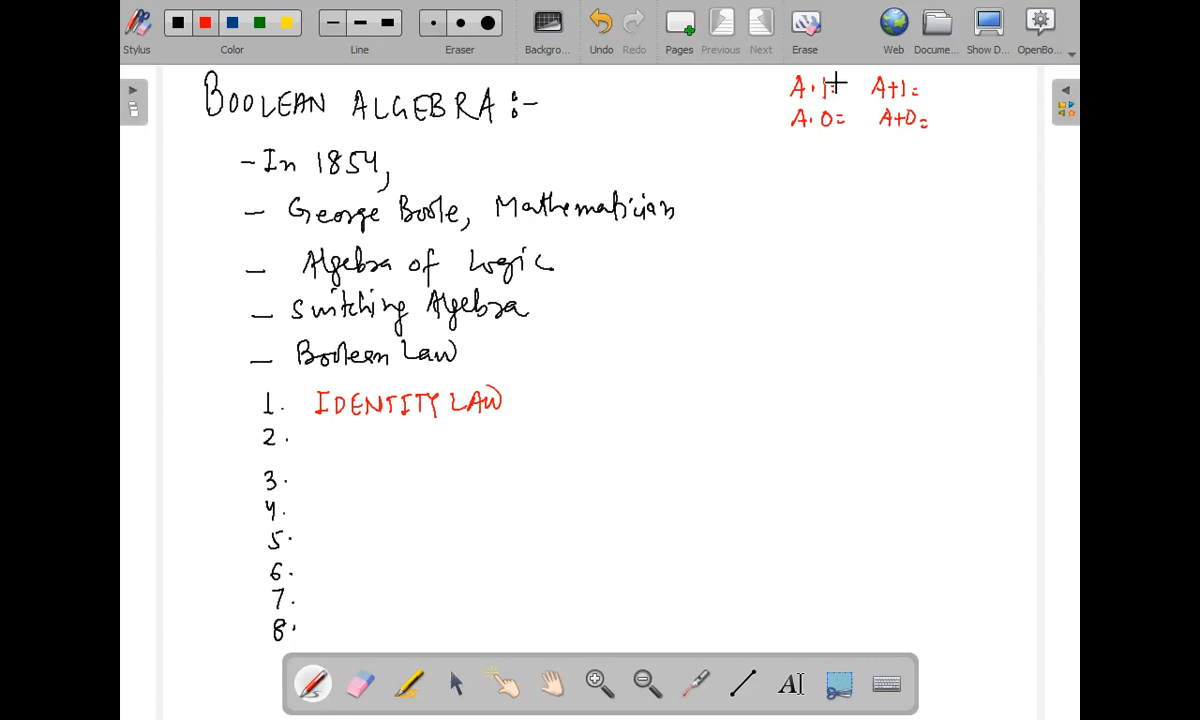 Stylus
Color
Line
Eraser
Backgro...
Undo
Redo
Pages
Previous
Next
Erase
Web
Docume...
Show D...
OpenBo...
BOOLEAN ALGEBRA :-
A·1= A+1=
A·0= A+0=
- In 1854,
- George Boole, Mathematician
- Algebra of Logic
- Switching Algebra
- Boolean Law
1. IDENTITY LAW
2.
3.
4.
5.
6.
7.
8.
AI